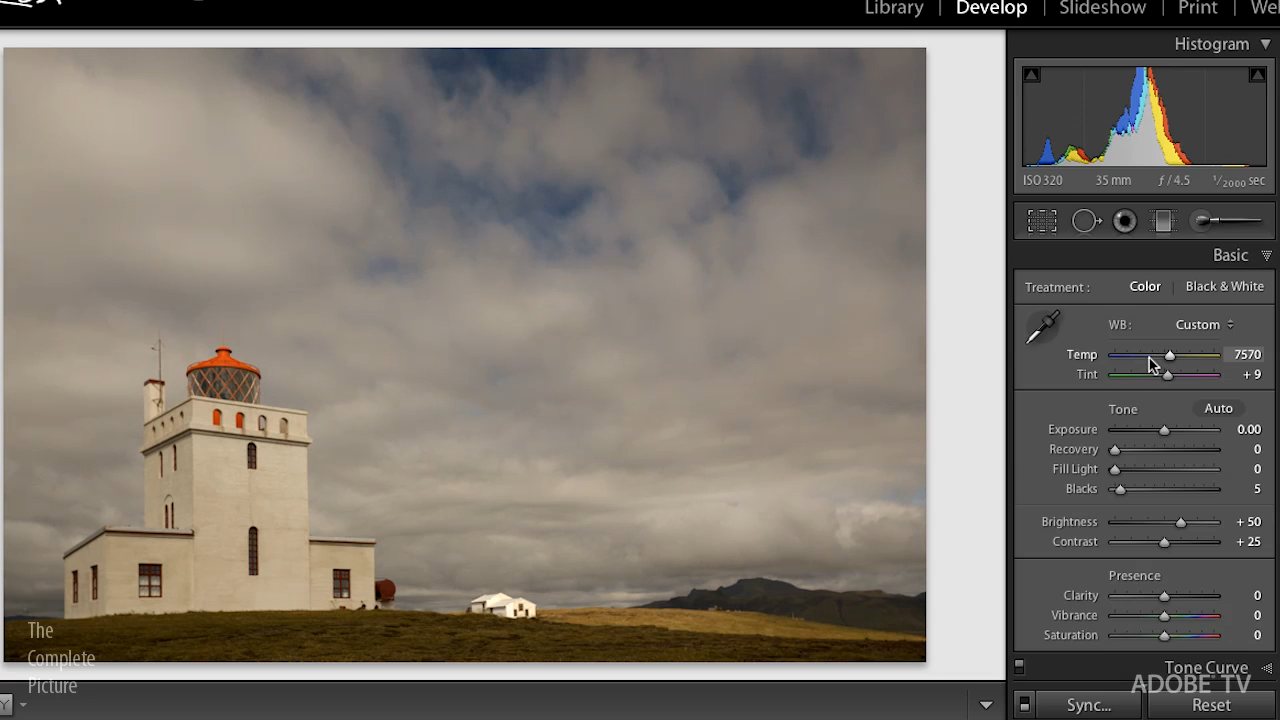 Library | Develop | Slideshow | Print |
Histogram
ISO 320 35 mm ƒ / 4.5 1/2000 sec
Basic
Treatment : Color Black & White
WB : Custom
Temp 7570
Tint + 9
Tone Auto
Exposure 0.00
Recovery 0
Fill Light 0
Blacks 5
Brightness + 50
Contrast + 25
Presence
Clarity 0
Vibrance 0
Saturation 0
Tone Curve
Sync... Reset
The
Complete
Picture
ADOBE TV
Y